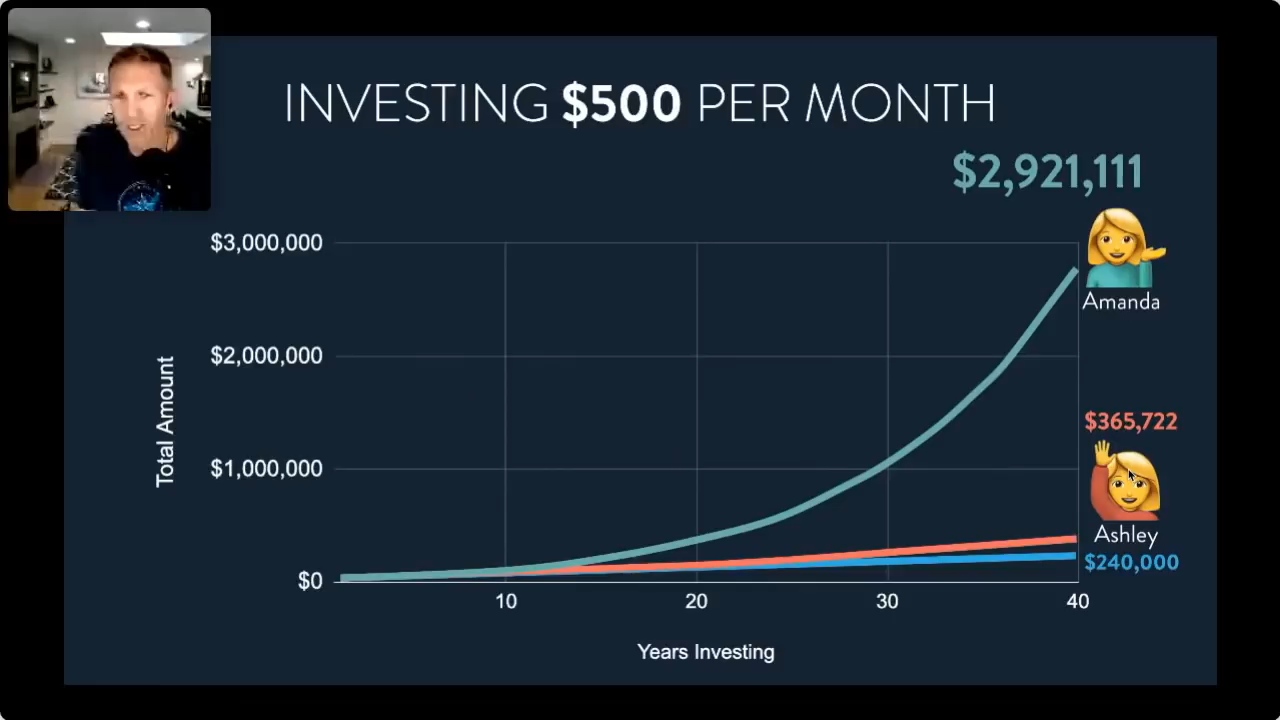 INVESTING $500 PER MONTH
$2,921,111
$3,000,000
Amanda
$2,000,000
Total Amount
$365,722
$1,000,000
Ashley
$240,000
$0
10 20 30 40
Years Investing